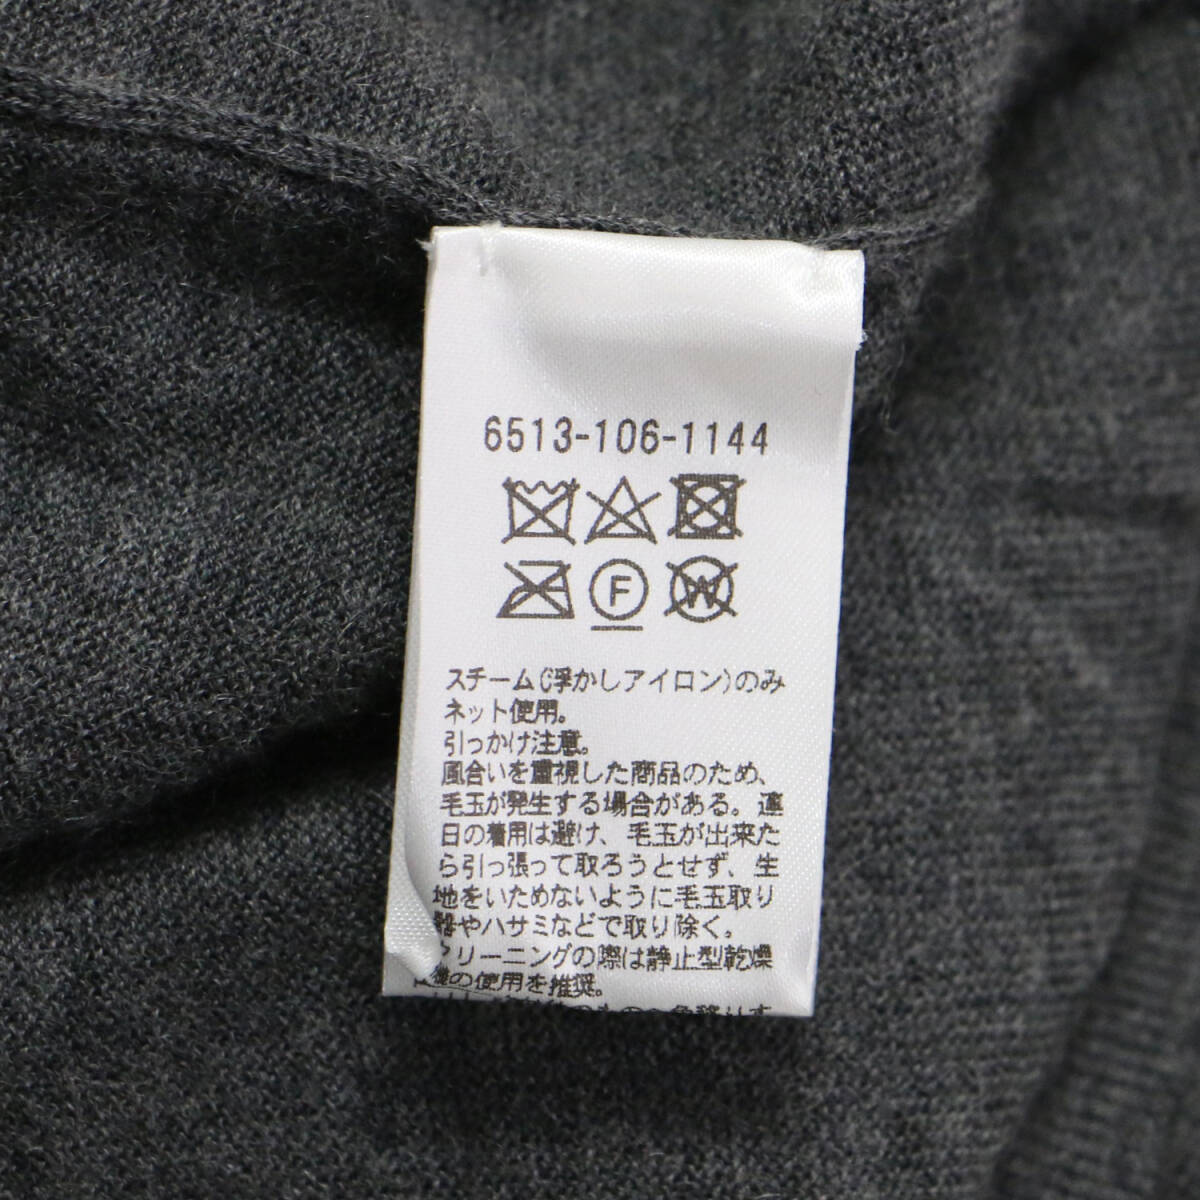 6513-106-1144
F
W
スチーム(浮かしアイロン)のみ
ネット使用。
引っかけ注意。
風合いを重視した商品のため、
毛玉が発生する場合がある。連
日の着用は避け、毛玉が出来た
ら引っ張って取ろうとせず、生
地をいためないように毛玉取り
器やハサミなどで取り除く。
クリーニングの際は静止型乾燥
機の使用を推奨。
色移りす